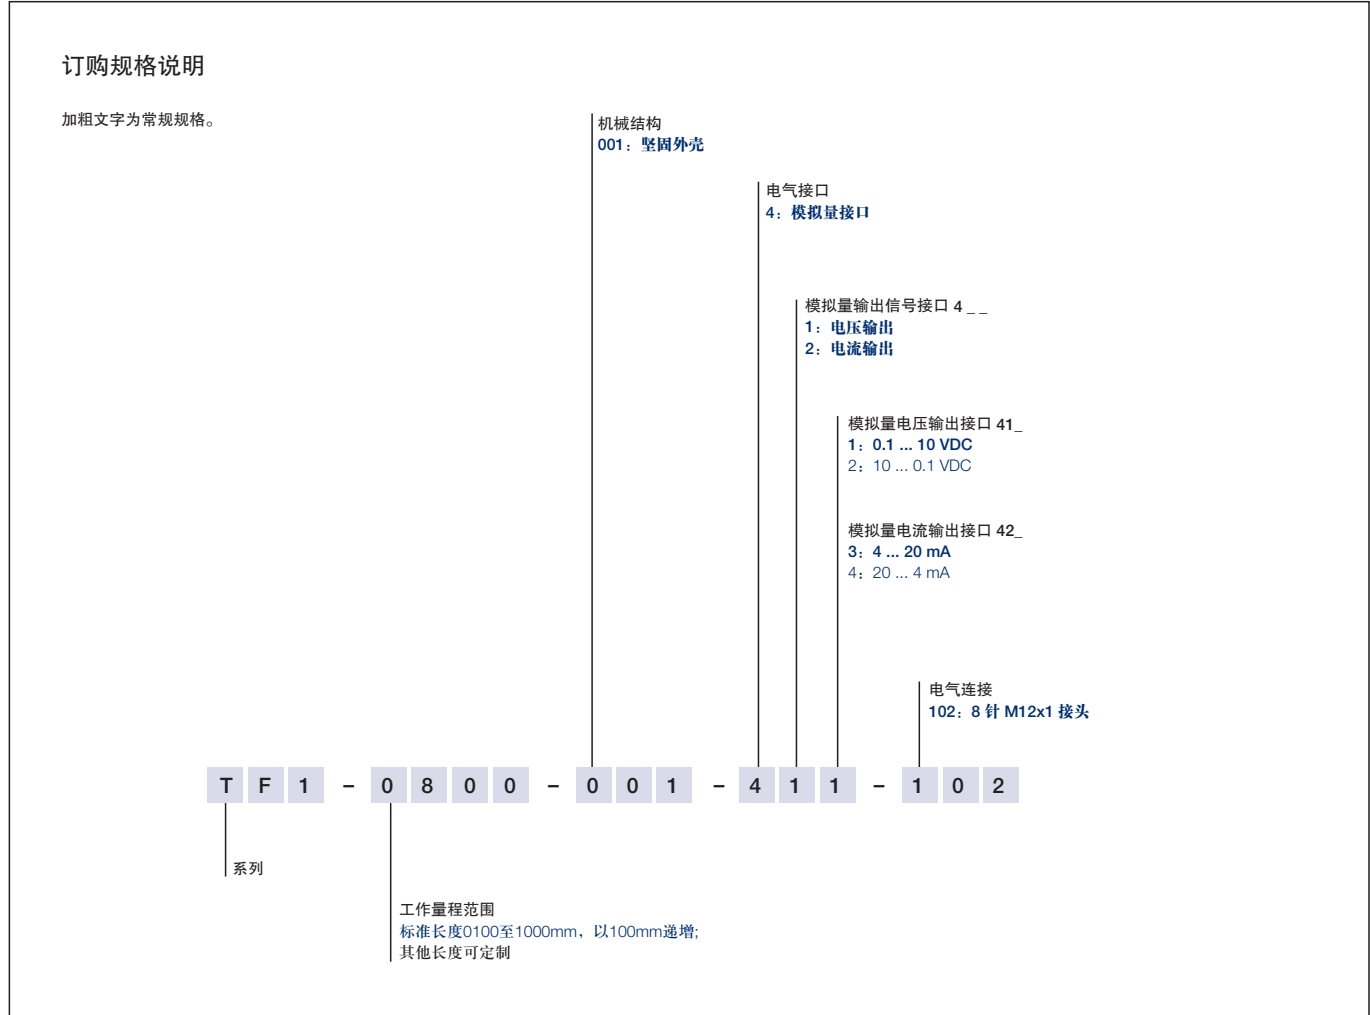 订购规格说明
加粗文字为常规规格。
机械结构
001：坚固外壳
电气接口
4：模拟量接口
模拟量输出信号接口 4 _ _
1：电压输出
2：电流输出
模拟量电压输出接口 41_
1：0.1 ... 10 VDC
2：10 ... 0.1 VDC
模拟量电流输出接口 42_
3：4 ... 20 mA
4：20 ... 4 mA
电气连接
102：8 针 M12x1 接头
T F 1 – 0 8 0 0 – 0 0 1 – 4 1 1 – 1 0 2
系列
工作量程范围
标准长度0100至1000mm，以100mm递增;
其他长度可定制